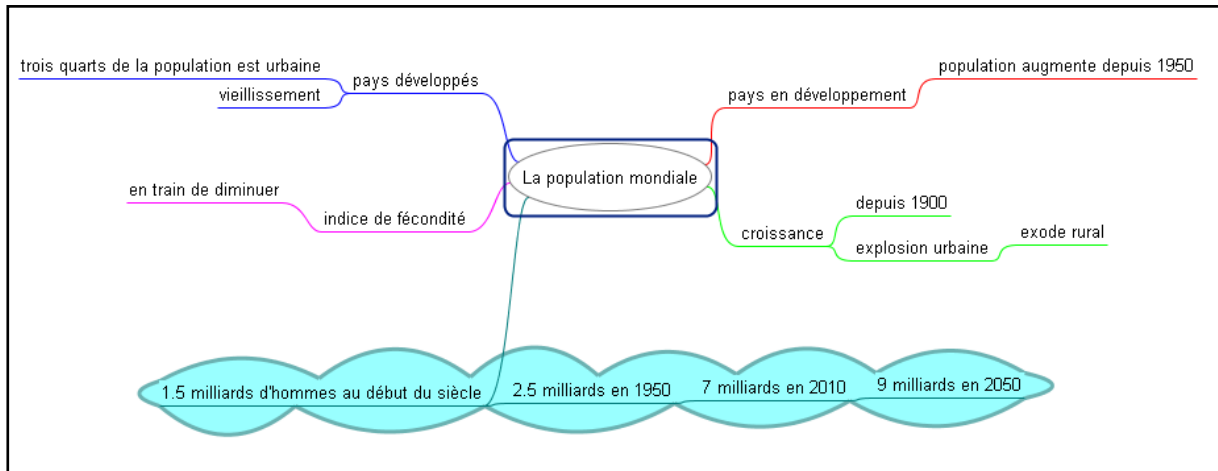 trois quarts de la population est urbaine
vieillissement
pays développés
population augmente depuis 1950
pays en développement
La population mondiale
en train de diminuer
indice de fécondité
croissance
depuis 1900
explosion urbaine
exode rural
1.5 milliards d'hommes au début du siècle
2.5 milliards en 1950
7 milliards en 2010
9 milliards en 2050